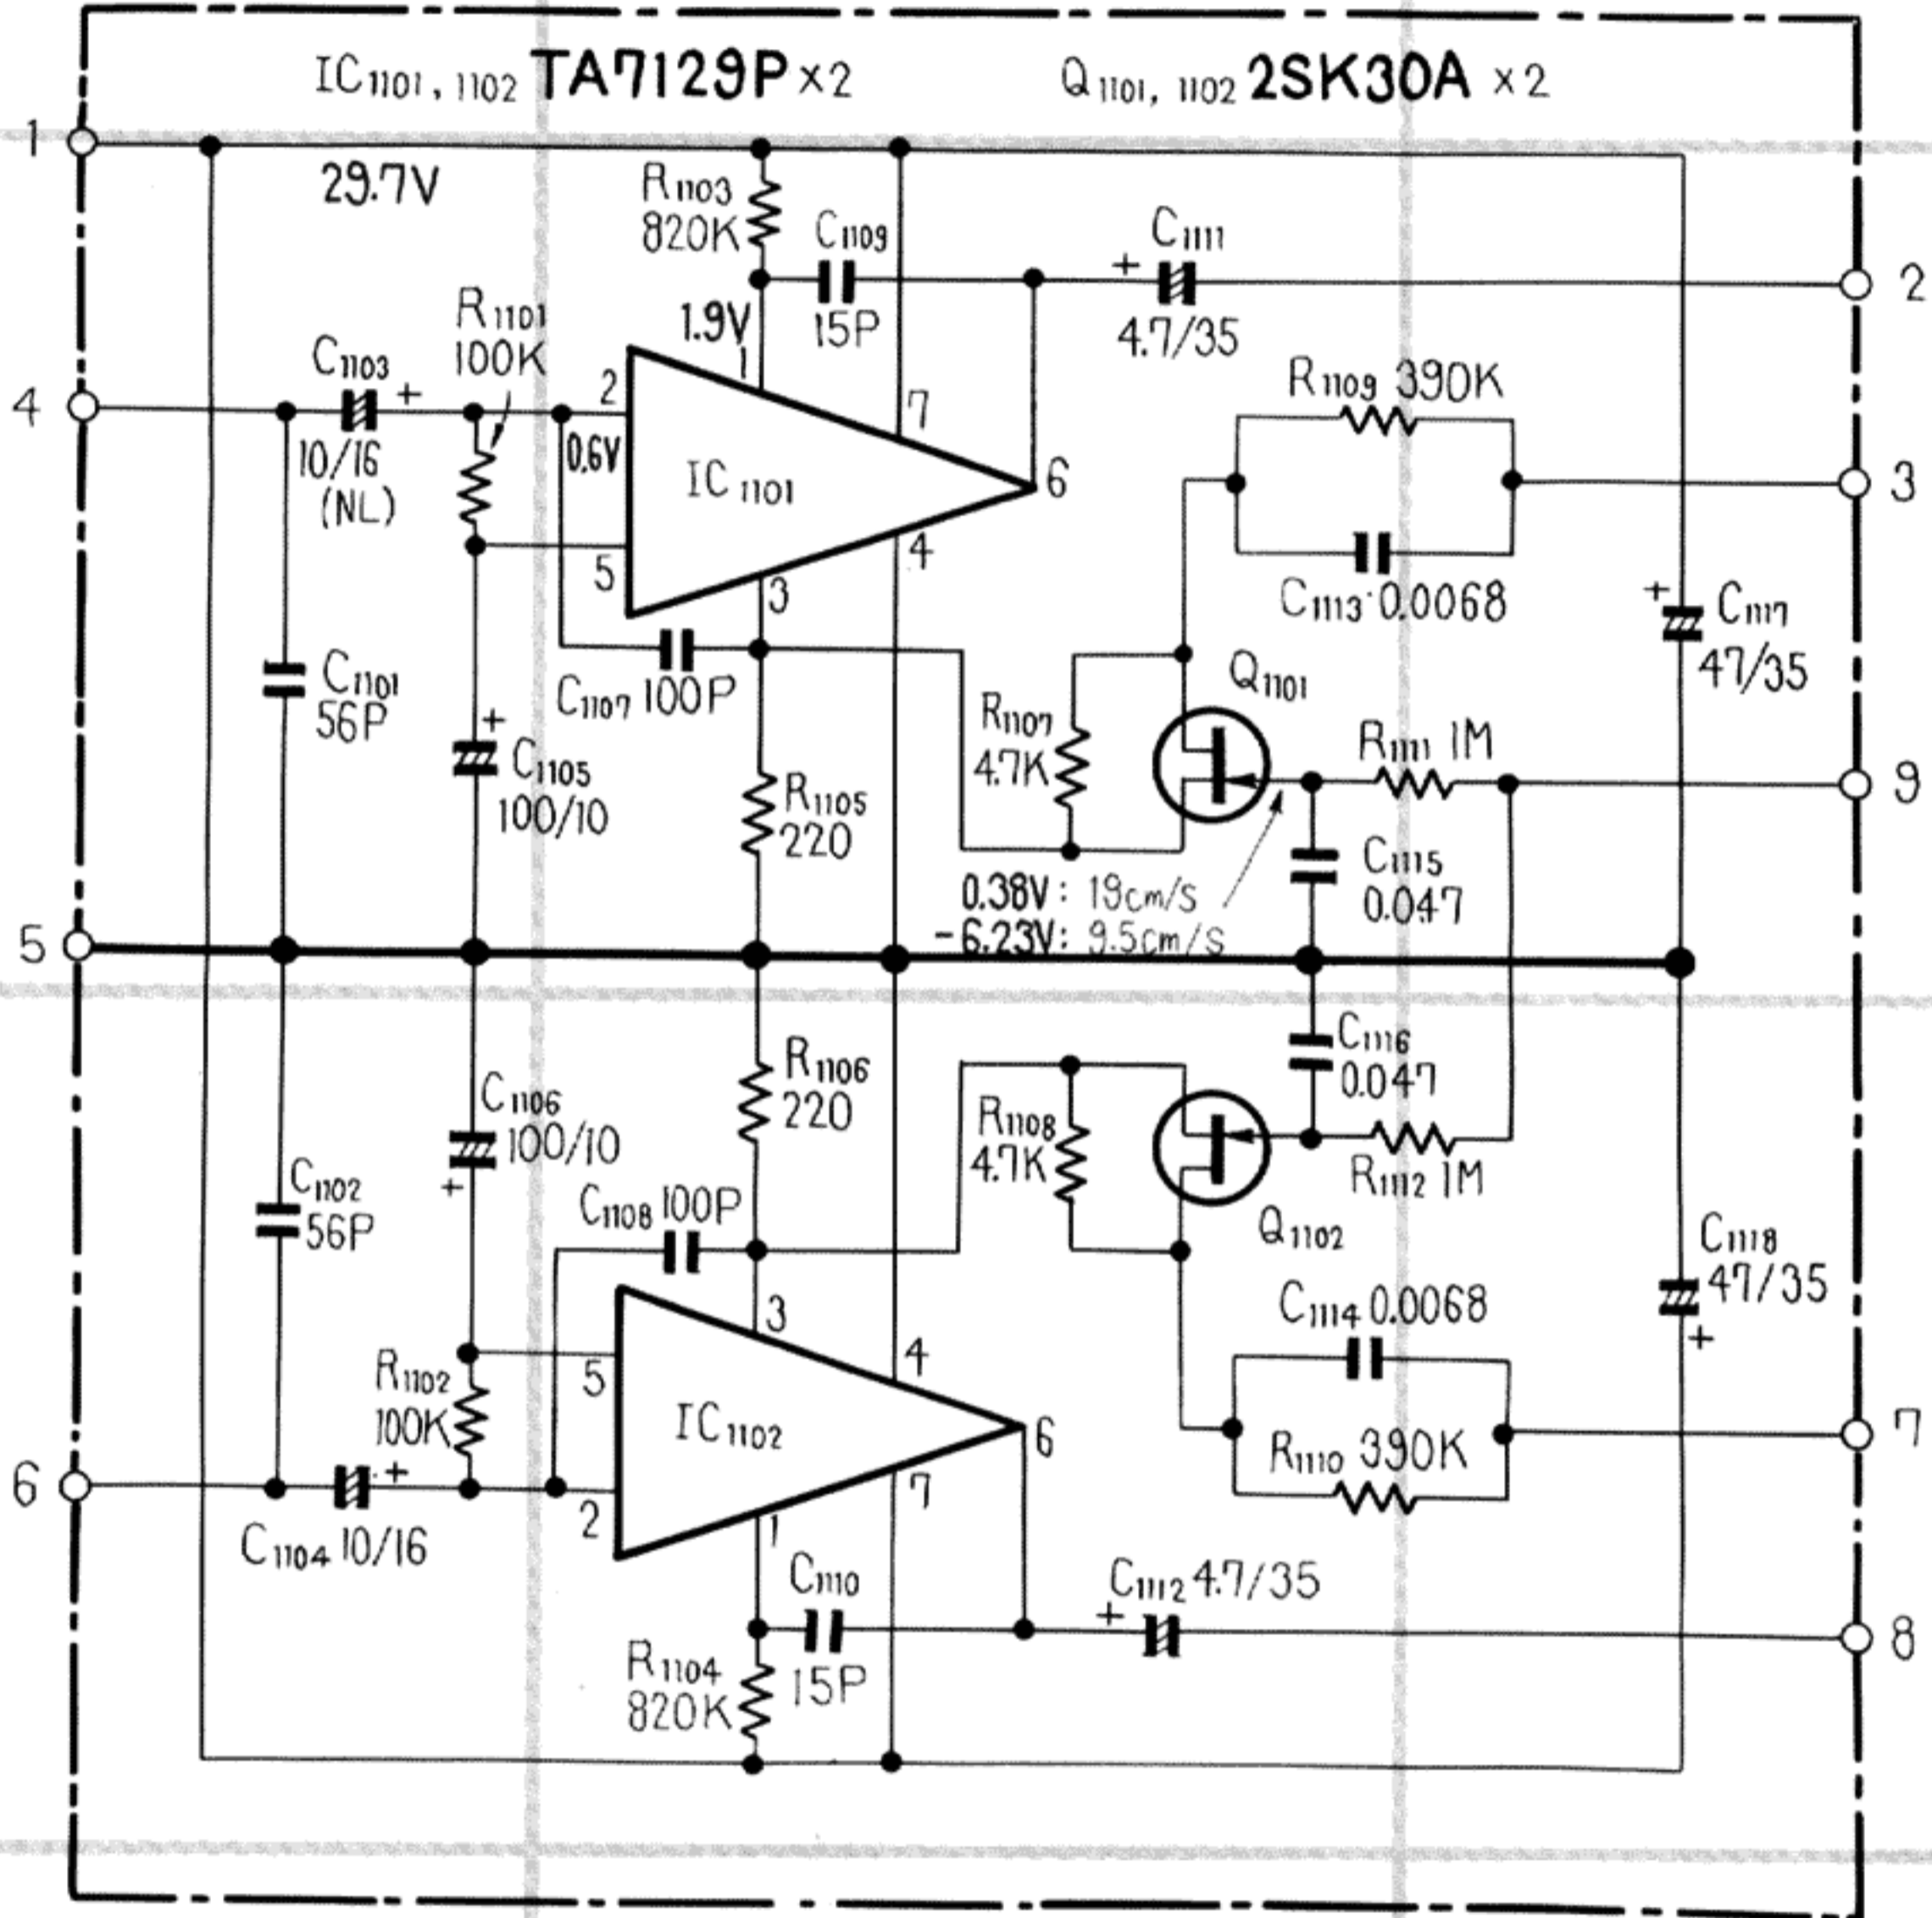 IC1101, 1102 TA7129P x2
Q1101, 1102 2SK30A x2
1
29.7V
R1103
820K
C1109
15P
C1111
+
4.7/35
2
R1101
100K
1.9V
1
C1103
+
10/16
(NL)
4
2
0.6V
7
IC1101
6
5
3
4
R1109 390K
3
C1113 0.0068
+
C1117
47/35
C1101
56P
C1107 100P
+
C1105
100/10
R1105
220
R1107
4.7K
Q1101
R1111 1M
9
C1115
0.047
0.38V: 19cm/s
-6.23V: 9.5cm/s
5
R1106
220
C1116
0.047
C1106
100/10
+
R1108
4.7K
R1112 1M
Q1102
C1102
56P
C1108 100P
C1118
47/35
+
3
4
5
IC1102
6
7
2
1
R1102
100K
C1114 0.0068
R1110 390K
7
6
+
C1104 10/16
C1110
15P
C1112 4.7/35
+
8
R1104
820K